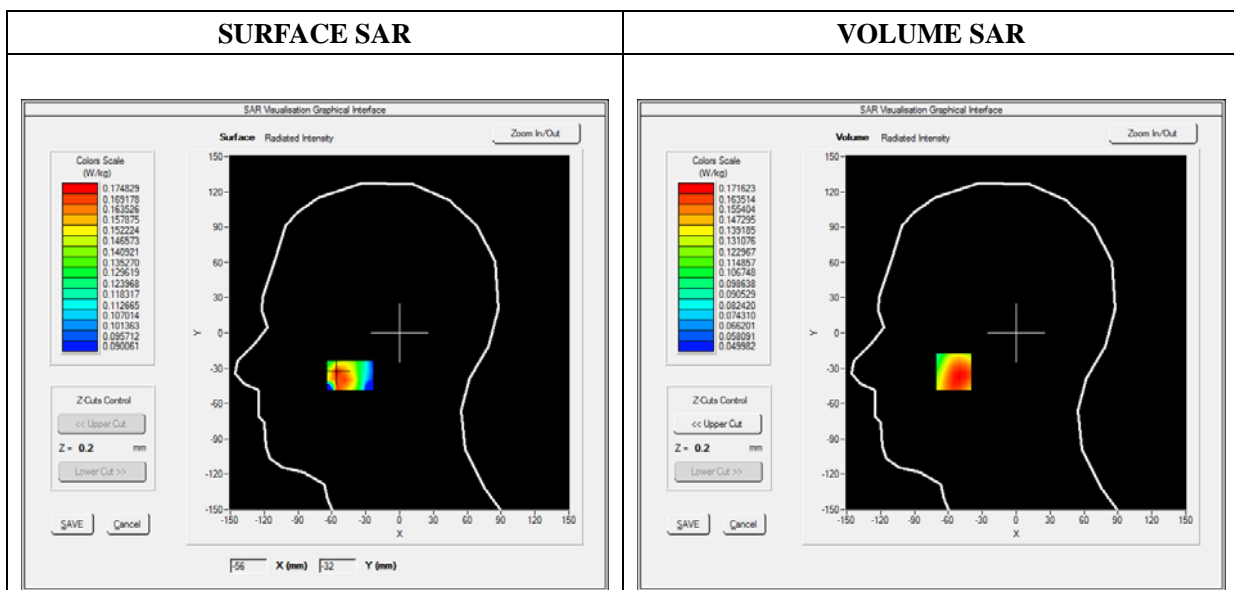 SURFACE SAR
VOLUME SAR
SAR Visualisation Graphical Interface
Surface Radiated Intensity
Zoom In/Out
Colors Scale
(W/kg)
0.174829
0.169178
0.163526
0.157875
0.152224
0.146573
0.140921
0.135270
0.129619
0.123968
0.118317
0.112665
0.107014
0.101363
0.095712
0.090061
150
120
90
60
30
0
-30
-60
-90
-120
-150
Y
-150 -120 -90 -60 -30 0 30 60 90 120 150
X
Z-Cuts Control
<< Upper Cut
Z = 0.2 mm
Lower Cut >>
SAVE Cancel
-56 X (mm) -32 Y (mm)
SAR Visualisation Graphical Interface
Volume Radiated Intensity
Zoom In/Out
Colors Scale
(W/kg)
0.171623
0.163514
0.155404
0.147295
0.139185
0.131076
0.122967
0.114857
0.106748
0.098638
0.090529
0.082420
0.074310
0.066201
0.058091
0.049982
150
120
90
60
30
0
-30
-60
-90
-120
-150
Y
-150 -120 -90 -60 -30 0 30 60 90 120 150
X
Z-Cuts Control
<< Upper Cut
Z = 0.2 mm
Lower Cut >>
SAVE Cancel